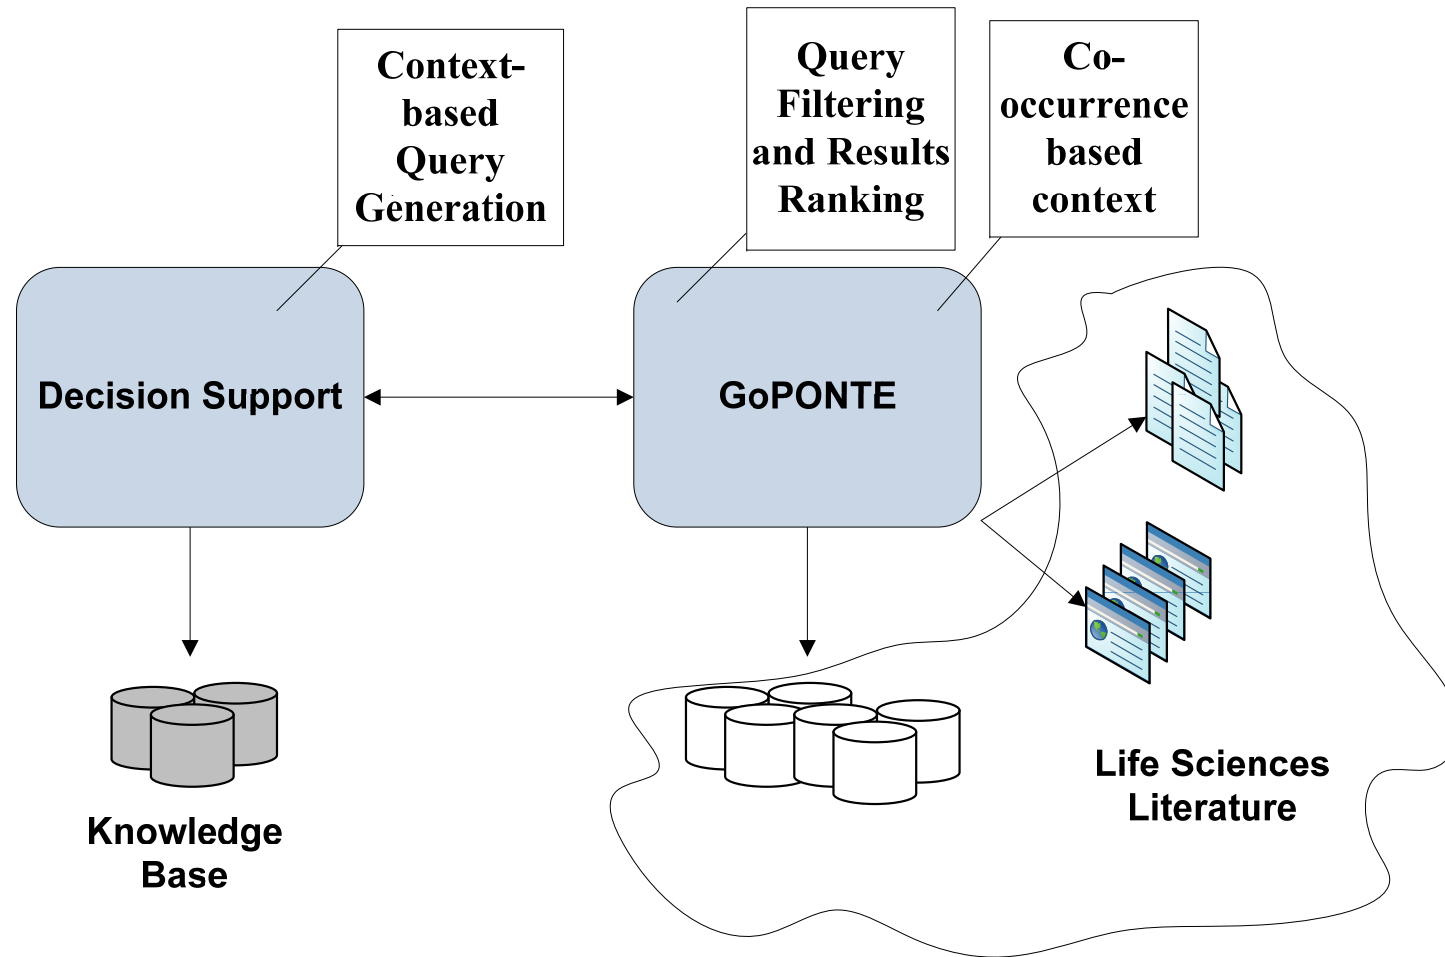 Context-
based
Query
Generation
Query
Filtering
and Results
Ranking
Co-
occurrence
based
context
Decision Support
GoPONTE
Life Sciences
Literature
Knowledge
Base